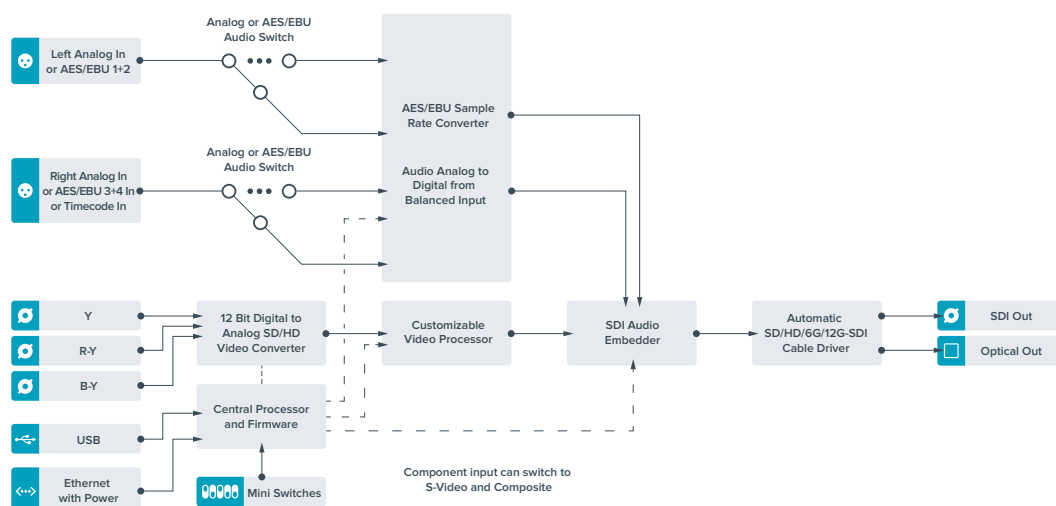 Analog or AES/EBU
Audio Switch
Left Analog In
or AES/EBU 1+2
AES/EBU Sample
Rate Converter
Analog or AES/EBU
Audio Switch
Right Analog In
or AES/EBU 3+4 In
or Timecode In
Audio Analog to
Digital from
Balanced Input
Y
R-Y
B-Y
12 Bit Digital to
Analog SD/HD
Video Converter
Customizable
Video Processor
SDI Audio
Embedder
Automatic
SD/HD/6G/12G-SDI
Cable Driver
SDI Out
Optical Out
Central Processor
and Firmware
USB
Ethernet
with Power
Mini Switches
Component input can switch to
S-Video and Composite